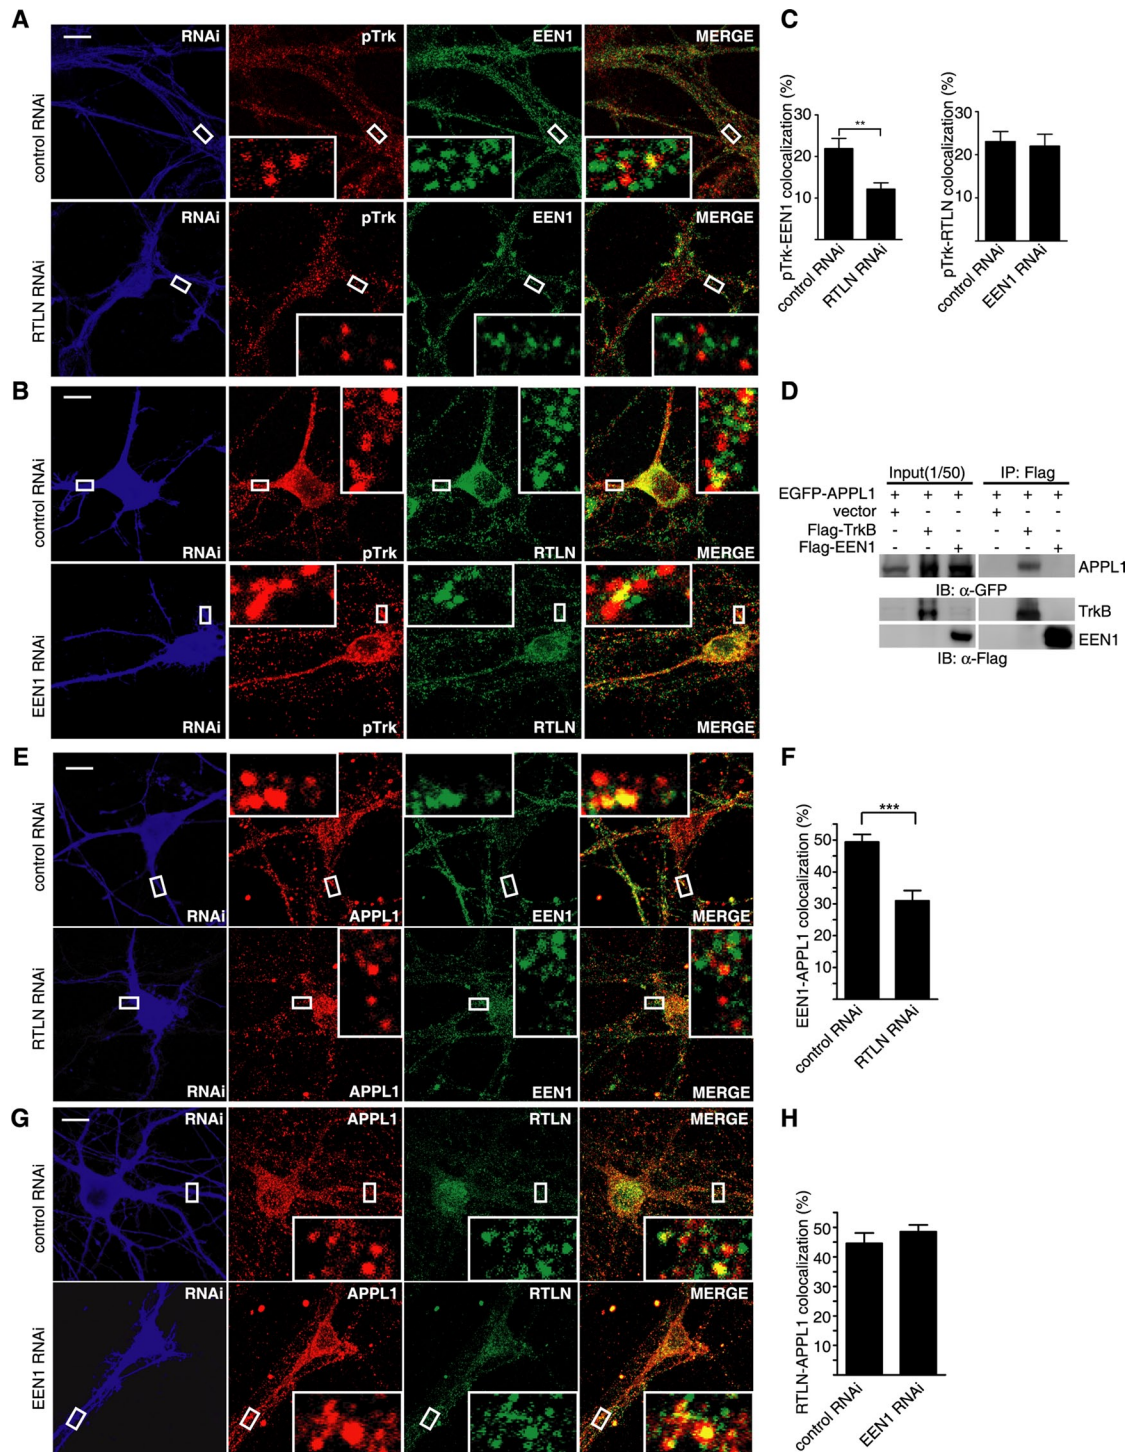 A
RNAi pTrk EEN1 MERGE
control RNAi
RNAi pTrk EEN1 MERGE
RTLN RNAi
B
control RNAi
RNAi pTrk RTLN MERGE
EEN1 RNAi
RNAi pTrk RTLN MERGE
C
pTrk-EEN1 colocalization (%)
30
20
10
**
control RNAi
RTLN RNAi
pTrk-RTLN colocalization (%)
30
20
10
control RNAi
EEN1 RNAi
D
Input(1/50) IP: Flag
EGFP-APPL1 + + + + + +
vector + - - + - -
Flag-TrkB - + - - + -
Flag-EEN1 - - + - - +
APPL1
IB: α-GFP
TrkB
EEN1
IB: α-Flag
E
control RNAi
RNAi APPL1 EEN1 MERGE
RTLN RNAi
RNAi APPL1 EEN1 MERGE
F
EEN1-APPL1 colocalization (%)
50
40
30
20
10
***
control RNAi
RTLN RNAi
G
RNAi APPL1 RTLN MERGE
control RNAi
RNAi APPL1 RTLN MERGE
EEN1 RNAi
H
RTLN-APPL1 colocalization (%)
50
40
30
20
10
control RNAi
EEN1 RNAi